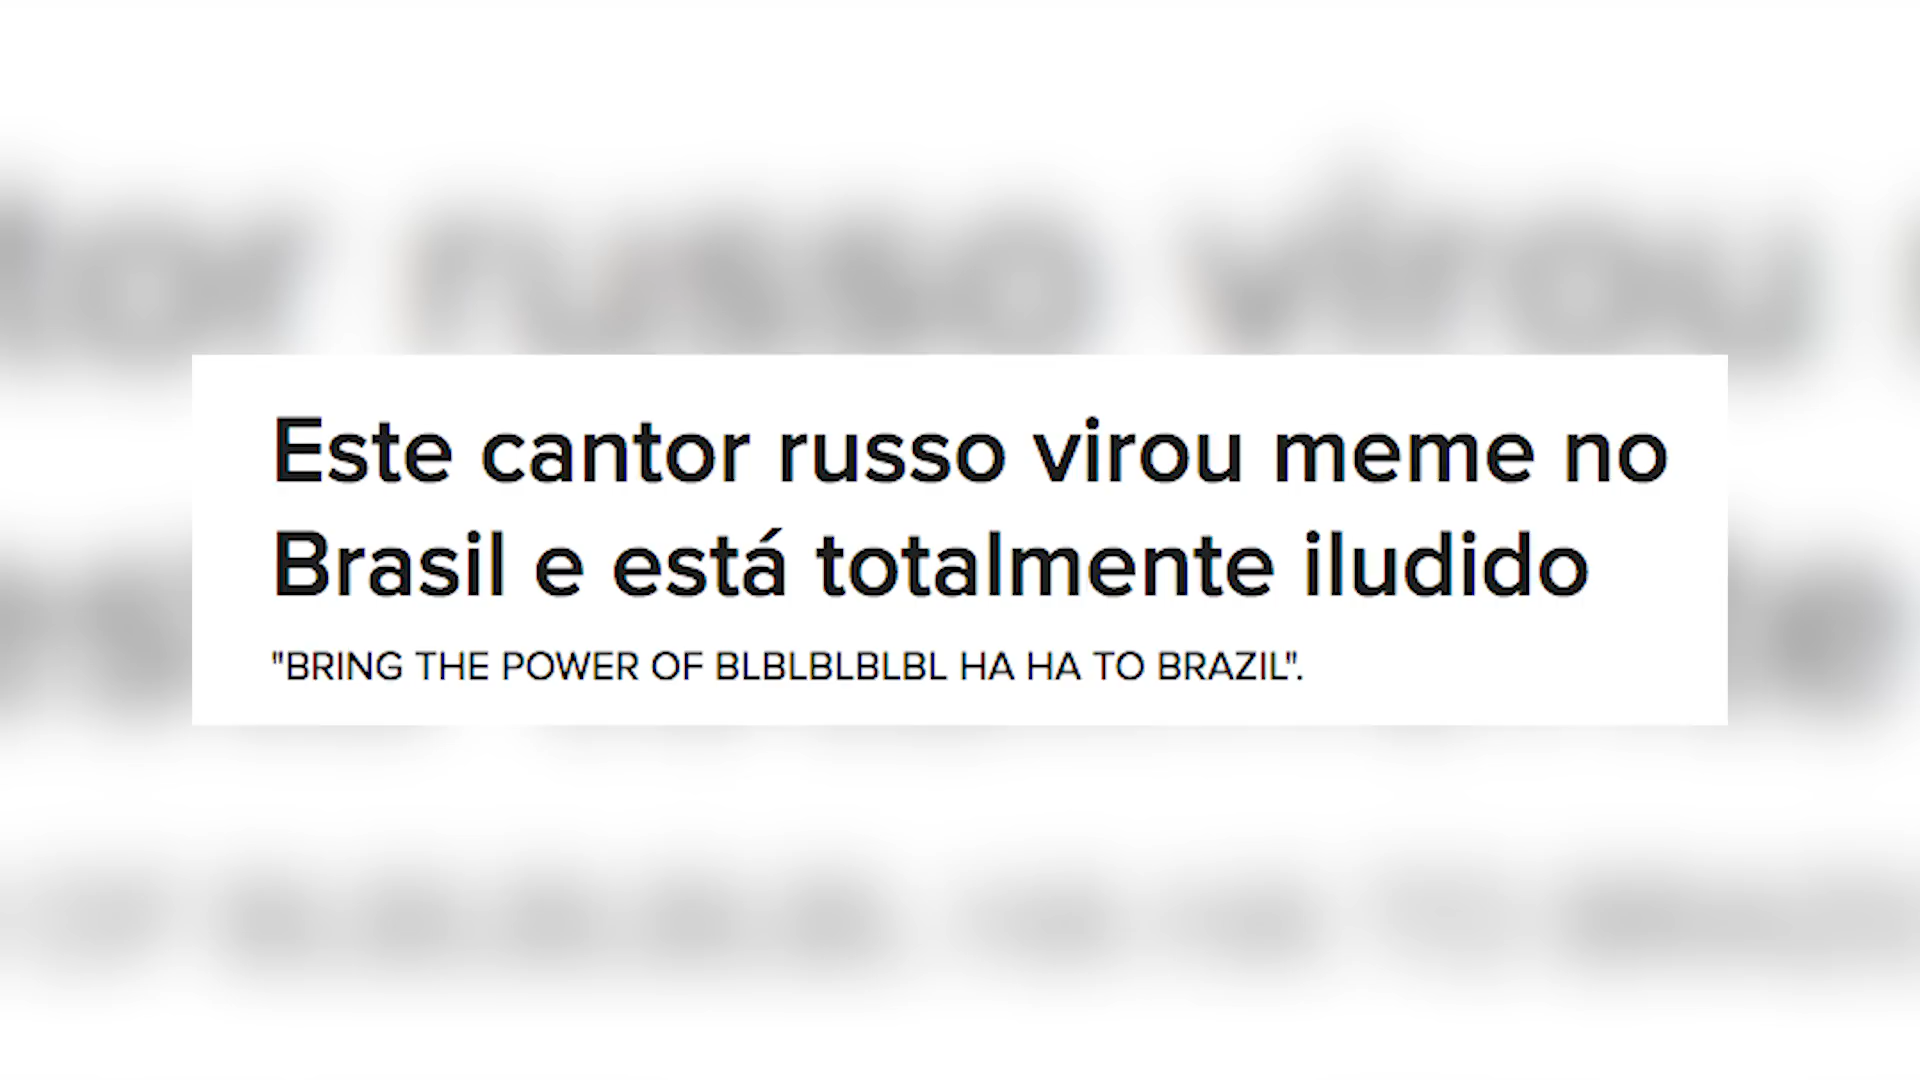 Este cantor russo virou meme no
Brasil e está totalmente iludido
"BRING THE POWER OF BLBLBLBLBL HA HA TO BRAZIL".